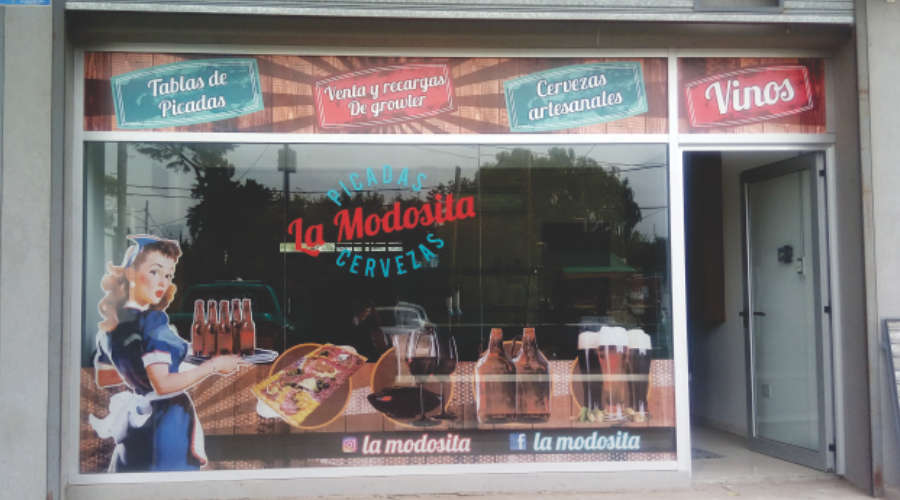 Tablas de
Picadas
Venta y recargas
De growler
Cervezas
artesanales
Vinos
PICADAS
La Modosita
CERVEZAS
la modosita
la modosita